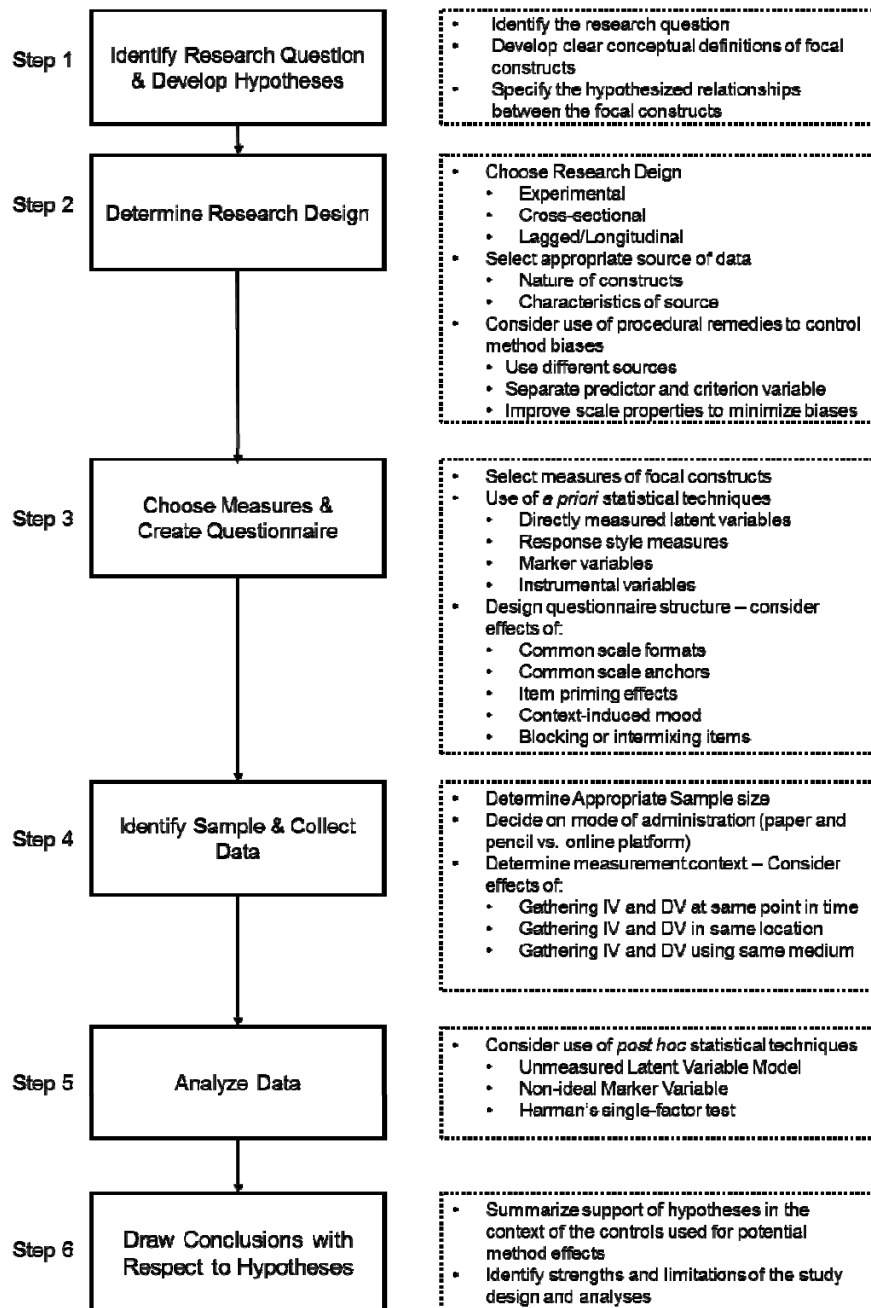 Step 1
Identify Research Question
& Develop Hypotheses
• Identify the research question
• Develop clear conceptual definitions of focal
constructs
• Specify the hypothesized relationships
between the focal constructs
Step 2
Determine Research Design
• Choose Research Deign
• Experimental
• Cross-sectional
• Lagged/Longitudinal
• Select appropriate source of data
• Nature of constructs
• Characteristics of source
• Consider use of procedural remedies to control
method biases
• Use different sources
• Separate predictor and criterion variable
• Improve scale properties to minimize biases
Step 3
Choose Measures &
Create Questionnaire
• Select measures of focal constructs
• Use of a priori statistical techniques
• Directly measured latent variables
• Response style measures
• Marker variables
• Instrumental variables
• Design questionnaire structure – consider
effects of:
• Common scale formats
• Common scale anchors
• Item priming effects
• Context-induced mood
• Blocking or intermixing items
Step 4
Identify Sample & Collect
Data
• Determine Appropriate Sample size
• Decide on mode of administration (paper and
pencil vs. online platform)
• Determine measurement context – Consider
effects of:
• Gathering IV and DV at same point in time
• Gathering IV and DV in same location
• Gathering IV and DV using same medium
Step 5
Analyze Data
• Consider use of post hoc statistical techniques
• Unmeasured Latent Variable Model
• Non-ideal Marker Variable
• Harman's single-factor test
Step 6
Draw Conclusions with
Respect to Hypotheses
• Summarize support of hypotheses in the
context of the controls used for potential
method effects
• Identify strengths and limitations of the study
design and analyses